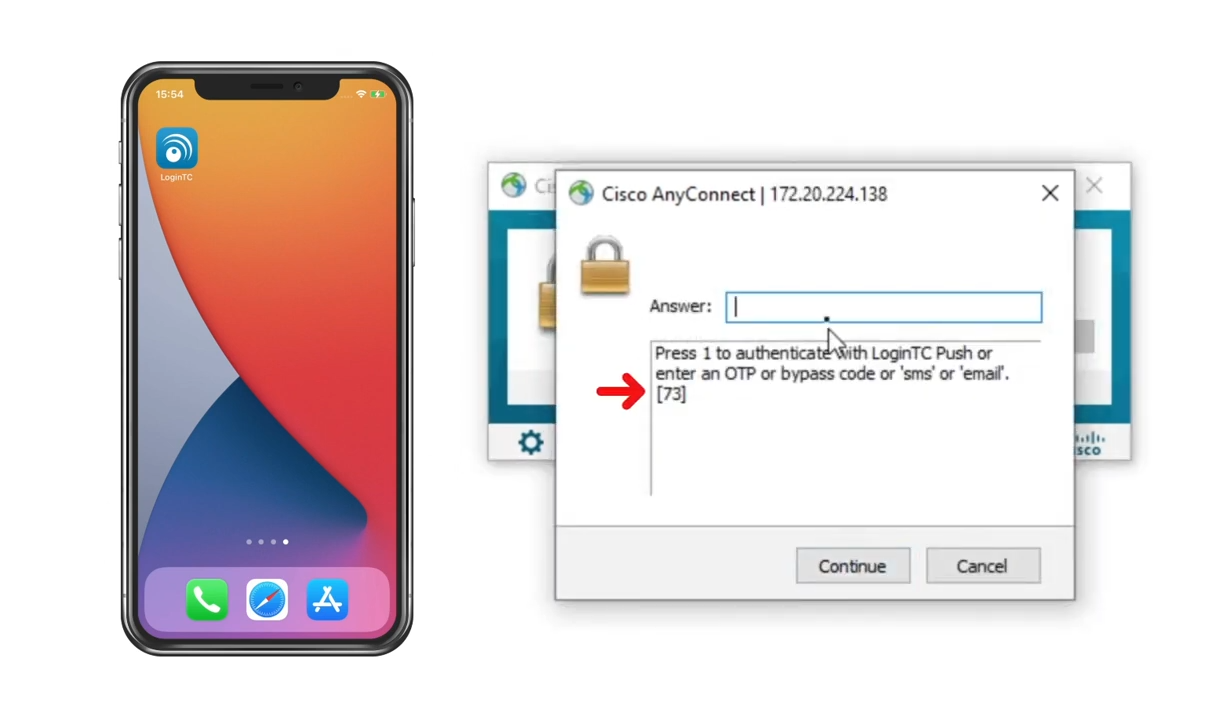 15:54
LoginTC
Cisco AnyConnect | 172.20.224.138
Answer:
Press 1 to authenticate with LoginTC Push or
enter an OTP or bypass code or 'sms' or 'email'.
[73]
Continue
Cancel